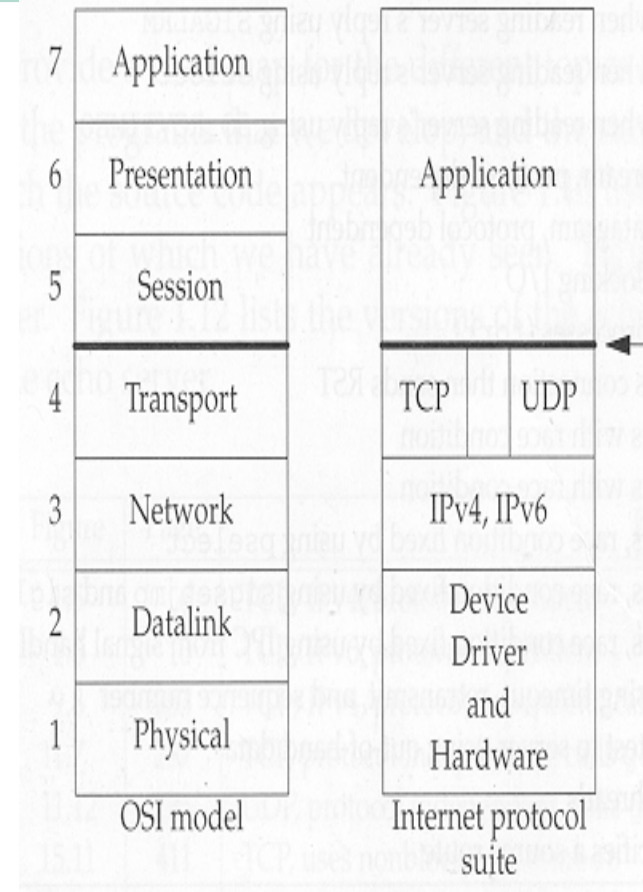 7 Application
6 Presentation
5 Session
4 Transport
3 Network
2 Datalink
1 Physical
OSI model
Application
TCP UDP
IPv4, IPv6
Device
Driver
and
Hardware
Internet protocol
suite